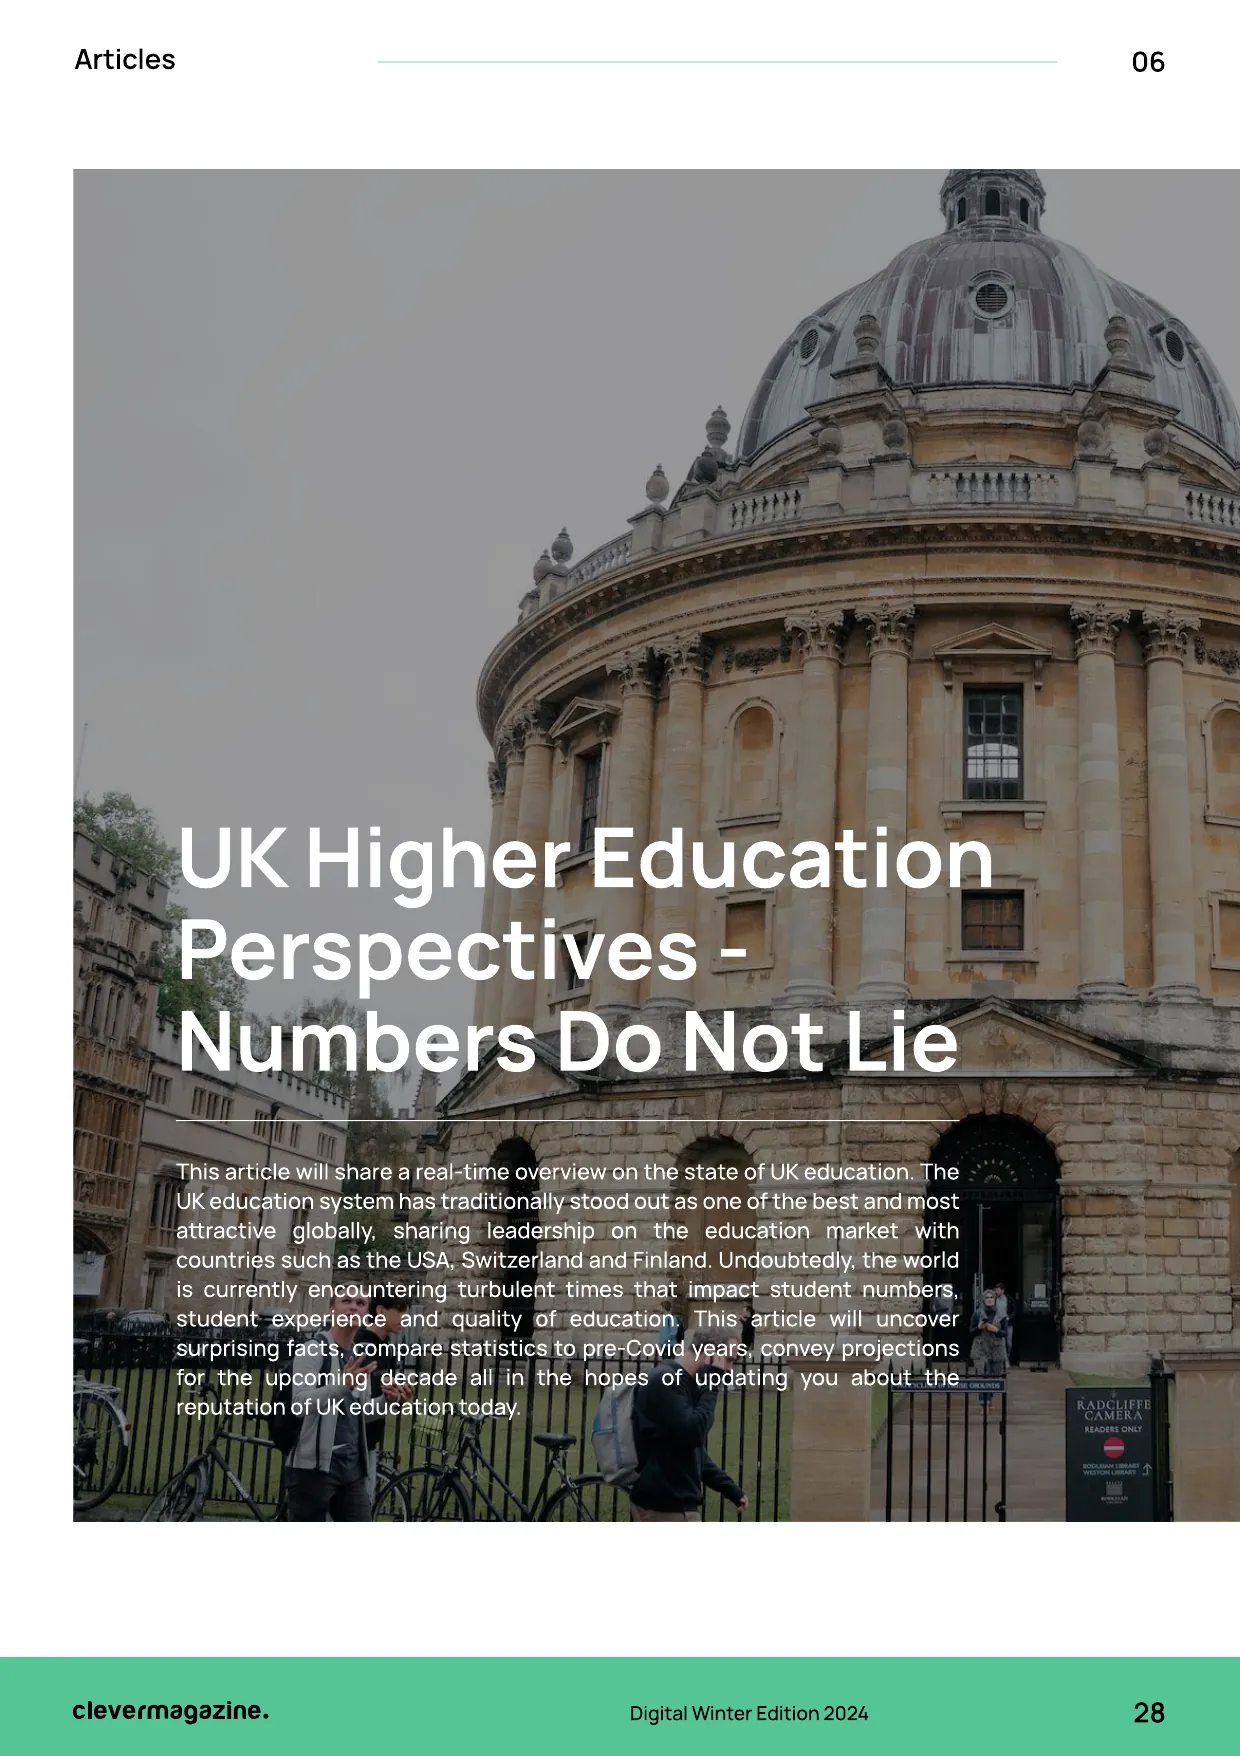 Articles
06
UK Higher Education
Perspectives -
Numbers Do Not Lie
This article will share a real-time overview on the state of UK education. The
UK education system has traditionally stood out as one of the best and most
attractive globally, sharing leadership on the education market with
countries such as the USA, Switzerland and Finland. Undoubtedly, the world
is currently encountering turbulent times that impact student numbers,
student experience and quality of education. This article will uncover
surprising facts, compare statistics to pre-Covid years, convey projections
for the upcoming decade all in the hopes of updating you about the
reputation of UK education today.
RADCLIFFE
CAMERA
READERS ONLY
BODLEIAN LIBRARY
WESTON LIBRARY
clevermagazine.
Digital Winter Edition 2024
28